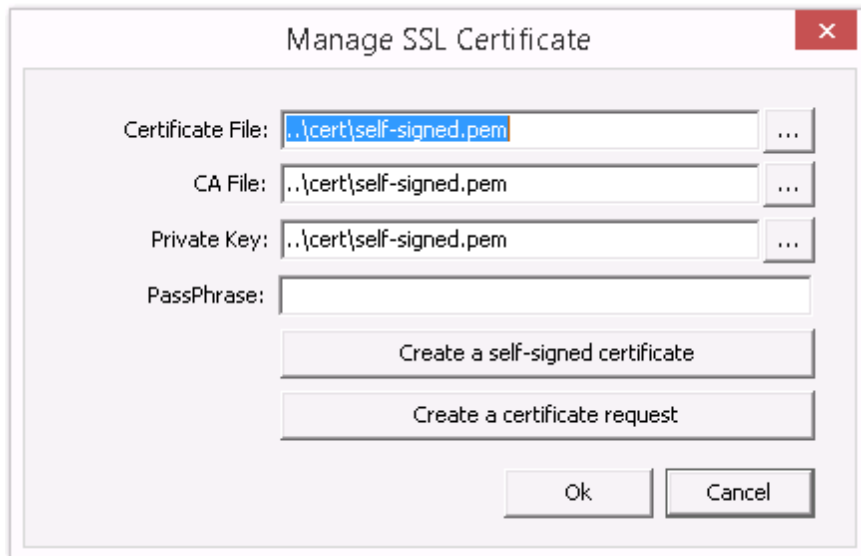 Manage SSL Certificate
Certificate File: ..\cert\self-signed.pem ...
CA File: ..\cert\self-signed.pem ...
Private Key: ..\cert\self-signed.pem ...
PassPhrase:
Create a self-signed certificate
Create a certificate request
Ok Cancel